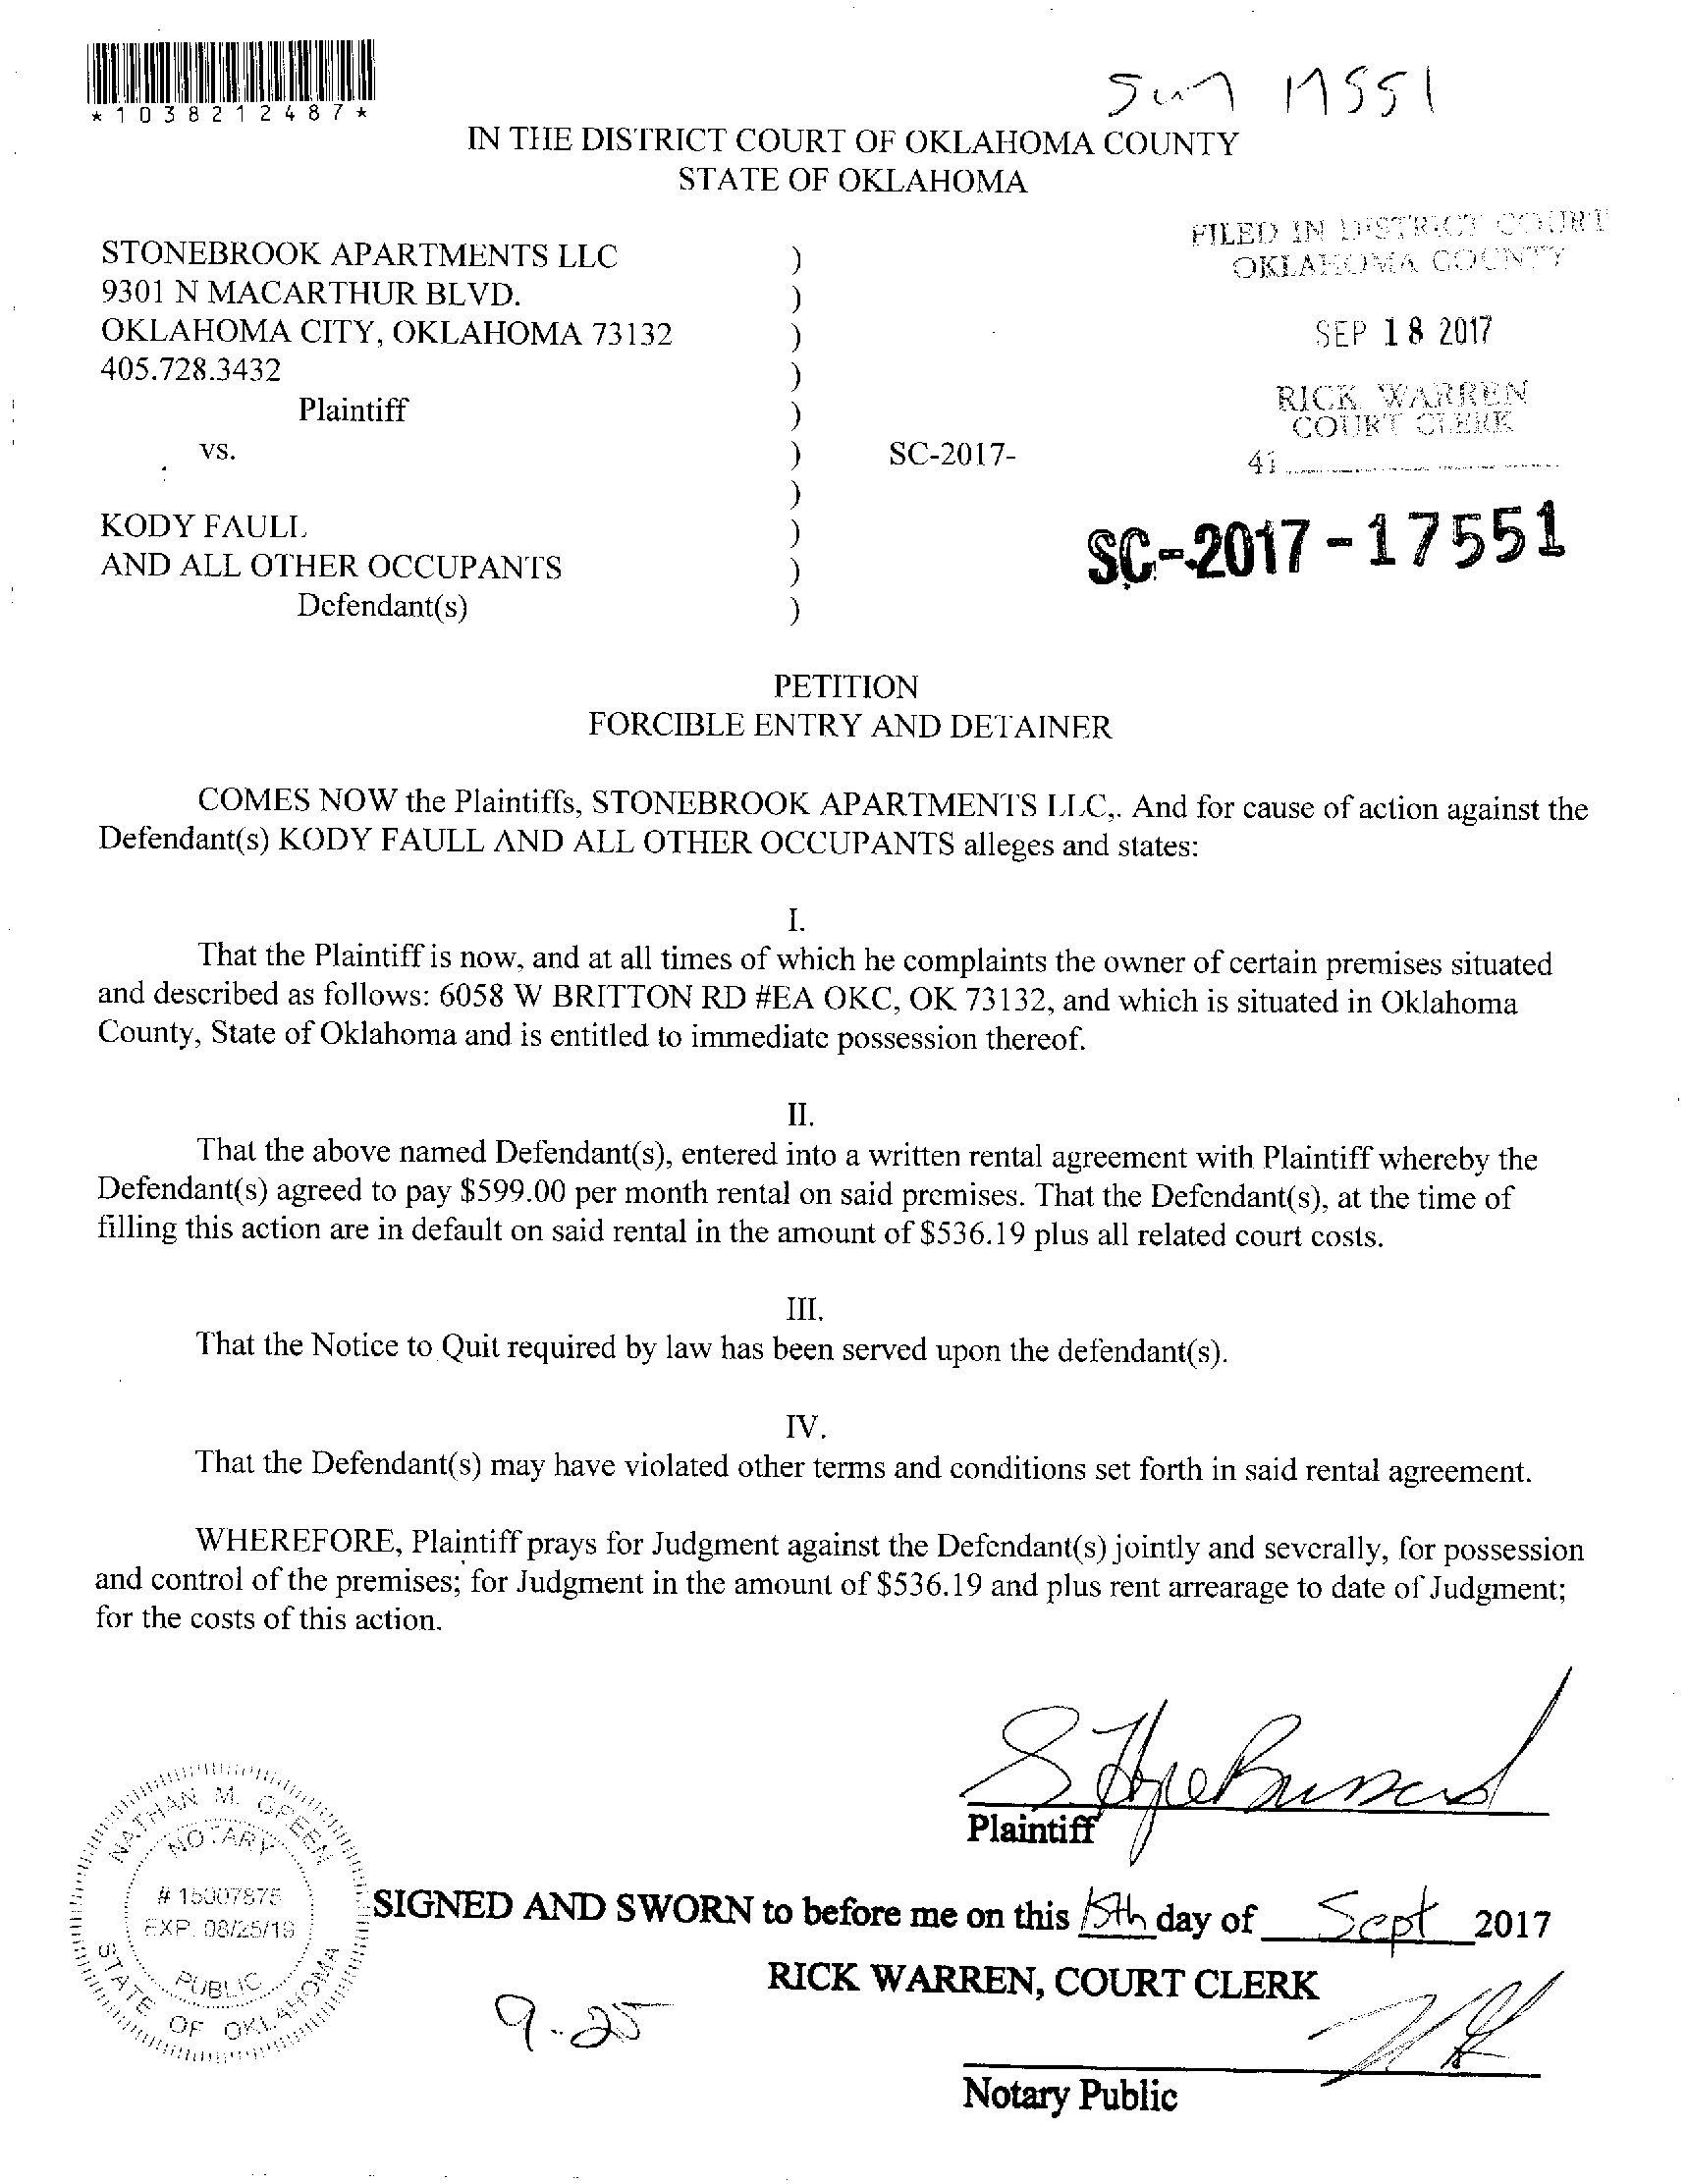 *1038212487*
IN THE DISTRICT COURT OF OKLAHOMA COUNTY
STATE OF OKLAHOMA
STONEBROOK APARTMENTS LLC
9301 N MACARTHUR BLVD.
OKLAHOMA CITY, OKLAHOMA 73132
405.728.3432
Plaintiff
vs.
KODY FAULL
AND ALL OTHER OCCUPANTS
Defendant(s)
)
)
)
)
)
)
)
)
)
)
SC-2017-
FILED IN DISTRICT COURT
OKLAHOMA COUNTY
SEP 18 2017
RICK WARREN
COURT CLERK
41
SC-2017-17551
PETITION
FORCIBLE ENTRY AND DETAINER
COMES NOW the Plaintiffs, STONEBROOK APARTMENTS LLC,. And for cause of action against the
Defendant(s) KODY FAULL AND ALL OTHER OCCUPANTS alleges and states:
I.
That the Plaintiff is now, and at all times of which he complaints the owner of certain premises situated
and described as follows: 6058 W BRITTON RD #EA OKC, OK 73132, and which is situated in Oklahoma
County, State of Oklahoma and is entitled to immediate possession thereof.
II.
That the above named Defendant(s), entered into a written rental agreement with Plaintiff whereby the
Defendant(s) agreed to pay $599.00 per month rental on said premises. That the Defendant(s), at the time of
filling this action are in default on said rental in the amount of $536.19 plus all related court costs.
III.
That the Notice to Quit required by law has been served upon the defendant(s).
IV.
That the Defendant(s) may have violated other terms and conditions set forth in said rental agreement.
WHEREFORE, Plaintiff prays for Judgment against the Defendant(s) jointly and severally, for possession
and control of the premises; for Judgment in the amount of $536.19 and plus rent arrearage to date of Judgment;
for the costs of this action.
Plaintiff
NATHAN M. GREEN
NOTARY
# 15007875
EXP. 08/25/19
PUBLIC
STATE OF OKLAHOMA
SIGNED AND SWORN to before me on this 15th day of Sept 2017
RICK WARREN, COURT CLERK
9-25
Notary Public